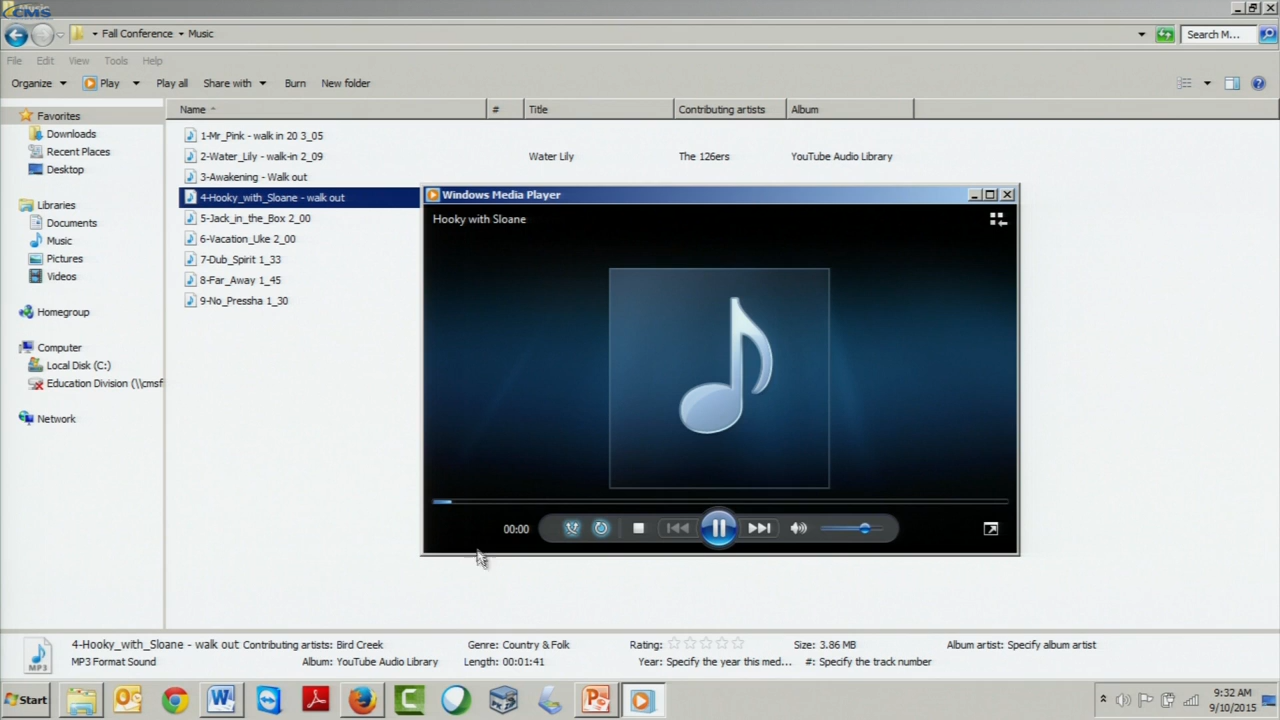 CMS
Fall Conference
Music
Search M...
File Edit View Tools Help
Organize Play Play all Share with Burn New folder
Name # Title Contributing artists Album
Favorites
Downloads
Recent Places
Desktop
Libraries
Documents
Music
Pictures
Videos
Homegroup
Computer
Local Disk (C:)
Education Division (\\cmsf
Network
1-Mr_Pink - walk in 20 3_05
2-Water_Lily - walk-in 2_09 Water Lily The 126ers YouTube Audio Library
3-Awakening - Walk out
4-Hooky_with_Sloane - walk out
5-Jack_in_the_Box 2_00
6-Vacation_Uke 2_00
7-Dub_Spirit 1_33
8-Far_Away 1_45
9-No_Pressha 1_30
Windows Media Player
Hooky with Sloane
00:00
MP3
4-Hooky_with_Sloane - walk out Contributing artists: Bird Creek Genre: Country & Folk Rating: Size: 3.86 MB Album artist: Specify album artist
MP3 Format Sound Album: YouTube Audio Library Length: 00:01:41 Year: Specify the year this med... #: Specify the track number
Start
9:32 AM
9/10/2015